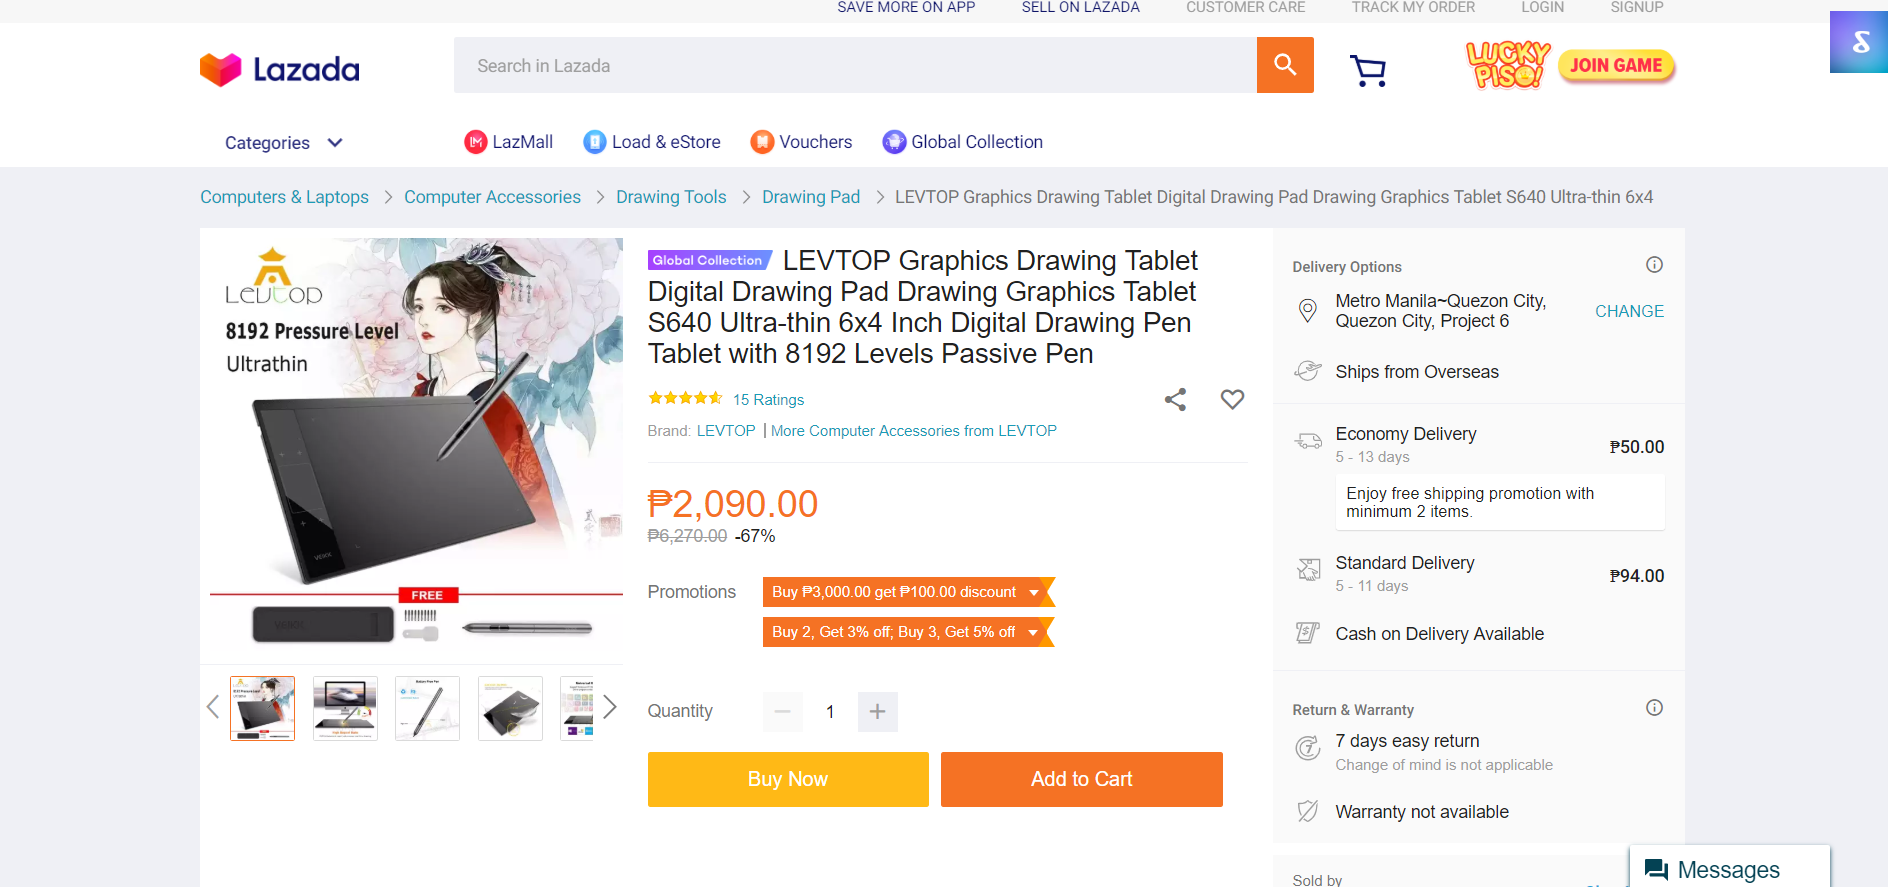 SAVE MORE ON APP
SELL ON LAZADA
CUSTOMER CARE
TRACK MY ORDER
LOGIN
SIGNUP
Lazada
Search in Lazada
LUCKY
PISO!
JOIN GAME
Categories
LazMall
Load & eStore
Vouchers
Global Collection
Computers & Laptops > Computer Accessories > Drawing Tools > Drawing Pad > LEVTOP Graphics Drawing Tablet Digital Drawing Pad Drawing Graphics Tablet S640 Ultra-thin 6x4
Levtop
8192 Pressure Level
Ultrathin
VEIKK
FREE
VEIKK
Global Collection LEVTOP Graphics Drawing Tablet
Digital Drawing Pad Drawing Graphics Tablet
S640 Ultra-thin 6x4 Inch Digital Drawing Pen
Tablet with 8192 Levels Passive Pen
15 Ratings
Brand: LEVTOP | More Computer Accessories from LEVTOP
₱2,090.00
₱6,270.00 -67%
Promotions
Buy ₱3,000.00 get ₱100.00 discount
Buy 2, Get 3% off; Buy 3, Get 5% off
Quantity
1
Buy Now
Add to Cart
Delivery Options
Metro Manila~Quezon City,
Quezon City, Project 6
CHANGE
Ships from Overseas
Economy Delivery
₱50.00
5 - 13 days
Enjoy free shipping promotion with
minimum 2 items.
Standard Delivery
₱94.00
5 - 11 days
Cash on Delivery Available
Return & Warranty
7 days easy return
Change of mind is not applicable
Warranty not available
Sold by
Messages